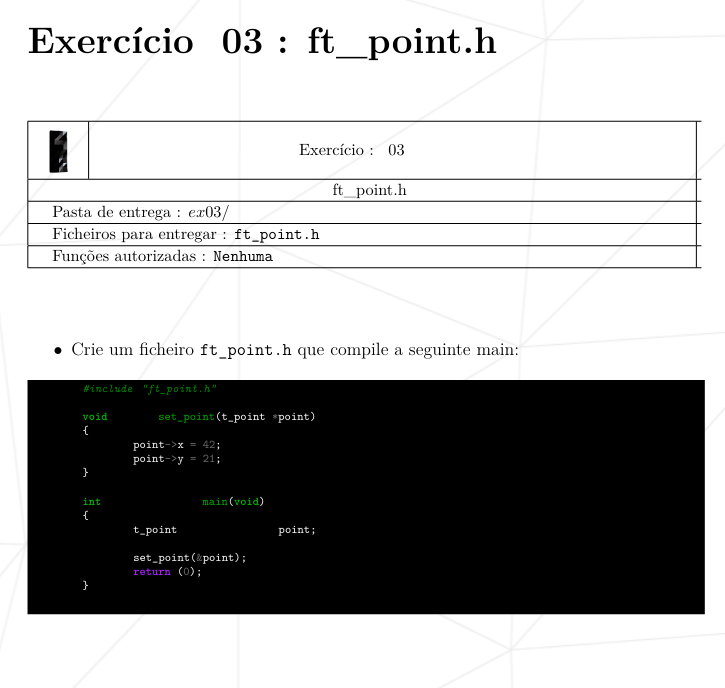 Exercício 03 : ft_point.h
Exercício : 03
ft_point.h
Pasta de entrega : ex03/
Ficheiros para entregar : ft_point.h
Funções autorizadas : Nenhuma
• Crie um ficheiro ft_point.h que compile a seguinte main:
#include "ft_point.h"
void set_point(t_point *point)
{
point->x = 42;
point->y = 21;
}
int main(void)
{
t_point point;
set_point(&point);
return (0);
}